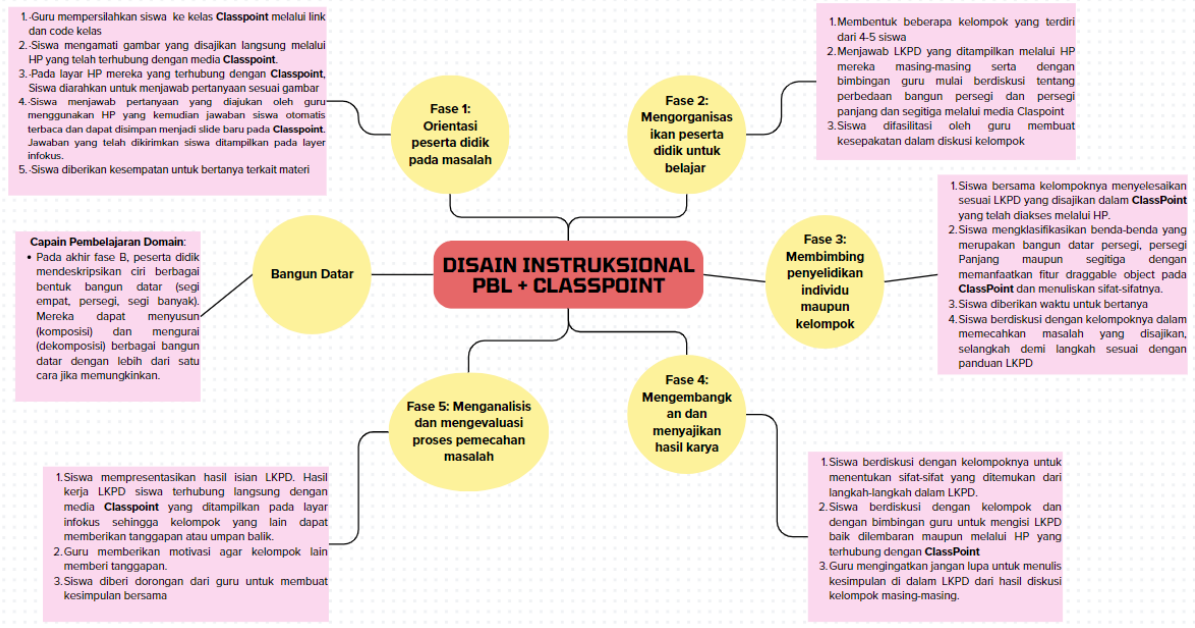 1.-Guru mempersilahkan siswa ke kelas Classpoint melalui link
dan code kelas
2.-Siswa mengamati gambar yang disajikan langsung melalui
HP yang telah terhubung dengan media Classpoint.
3.-Pada layar HP mereka yang terhubung dengan Classpoint,
Siswa diarahkan untuk menjawab pertanyaan sesuai gambar
4.-Siswa menjawab pertanyaan yang diajukan oleh guru
menggunakan HP yang kemudian jawaban siswa otomatis
terbaca dan dapat disimpan menjadi slide baru pada Classpoint.
Jawaban yang telah dikirimkan siswa ditampilkan pada layer
infokus.
5.-Siswa diberikan kesempatan untuk bertanya terkait materi
Fase 1:
Orientasi
peserta didik
pada masalah
Fase 2:
Mengorganisas
ikan peserta
didik untuk
belajar
1.Membentuk beberapa kelompok yang terdiri
dari 4-5 siswa
2.Menjawab LKPD yang ditampilkan melalui HP
mereka masing-masing serta dengan
bimbingan guru mulai berdiskusi tentang
perbedaan bangun persegi dan persegi
panjang dan segitiga melalui media Claspoint
3.Siswa difasilitasi oleh guru membuat
kesepakatan dalam diskusi kelompok
Capain Pembelajaran Domain:
• Pada akhir fase B, peserta didik
mendeskripsikan ciri berbagai
bentuk bangun datar (segi
empat, persegi, segi banyak).
Mereka dapat menyusun
(komposisi) dan mengurai
(dekomposisi) berbagai bangun
datar dengan lebih dari satu
cara jika memungkinkan.
Bangun Datar
DISAIN INSTRUKSIONAL
PBL + CLASSPOINT
Fase 3:
Membimbing
penyelidikan
individu
maupun
kelompok
1.Siswa bersama kelompoknya menyelesaikan
sesuai LKPD yang disajikan dalam ClassPoint
yang telah diakses melalui HP.
2.Siswa mengklasifikasikan benda-benda yang
merupakan bangun datar persegi, persegi
Panjang maupun segitiga dengan
memanfaatkan fitur draggable object pada
ClassPoint dan menuliskan sifat-sifatnya.
3.Siswa diberikan waktu untuk bertanya
4.Siswa berdiskusi dengan kelompoknya dalam
memecahkan masalah yang disajikan,
selangkah demi langkah sesuai dengan
panduan LKPD
Fase 5: Menganalisis
dan mengevaluasi
proses pemecahan
masalah
Fase 4:
Mengembangk
an dan
menyajikan
hasil karya
1.Siswa mempresentasikan hasil isian LKPD. Hasil
kerja LKPD siswa terhubung langsung dengan
media Classpoint yang ditampilkan pada layar
infokus sehingga kelompok yang lain dapat
memberikan tanggapan atau umpan balik.
2.Guru memberikan motivasi agar kelompok lain
memberi tanggapan.
3.Siswa diberi dorongan dari guru untuk membuat
kesimpulan bersama
1.Siswa berdiskusi dengan kelompoknya untuk
menentukan sifat-sifat yang ditemukan dari
langkah-langkah dalam LKPD.
2.Siswa berdiskusi dengan kelompok dan
dengan bimbingan guru untuk mengisi LKPD
baik dilembaran maupun melalui HP yang
terhubung dengan ClassPoint
3.Guru mengingatkan jangan lupa untuk menulis
kesimpulan di dalam LKPD dari hasil diskusi
kelompok masing-masing.